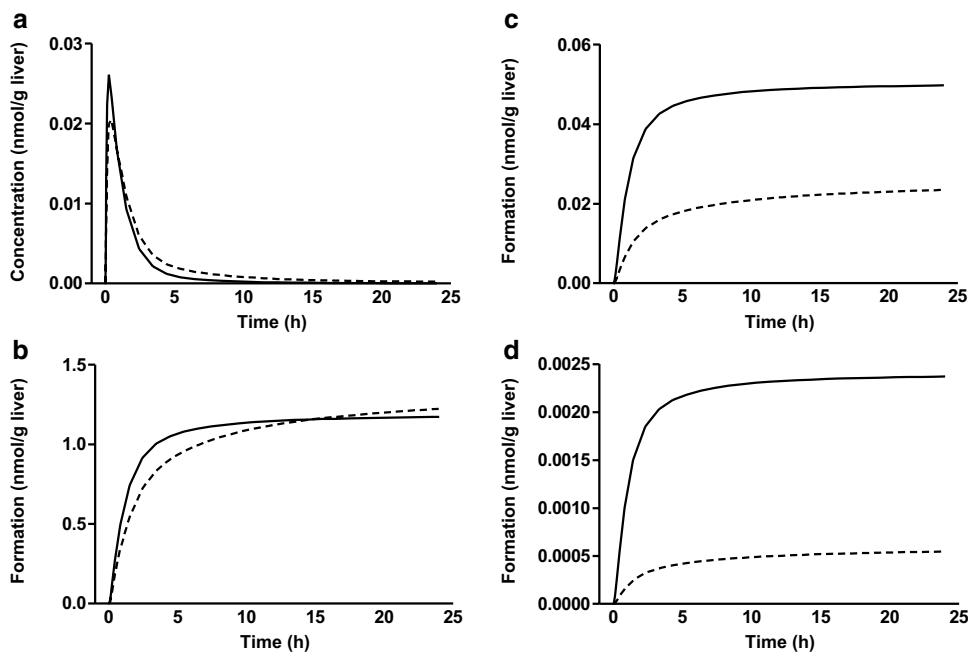 a
0.03
0.02
0.01
0.00
Concentration (nmol/g liver)
0 5 10 15 20 25
Time (h)
b
1.5
1.0
0.5
0.0
Formation (nmol/g liver)
0 5 10 15 20 25
Time (h)
c
0.06
0.04
0.02
0.00
Formation (nmol/g liver)
0 5 10 15 20 25
Time (h)
d
0.0025
0.0020
0.0015
0.0010
0.0005
0.0000
Formation (nmol/g liver)
0 5 10 15 20 25
Time (h)